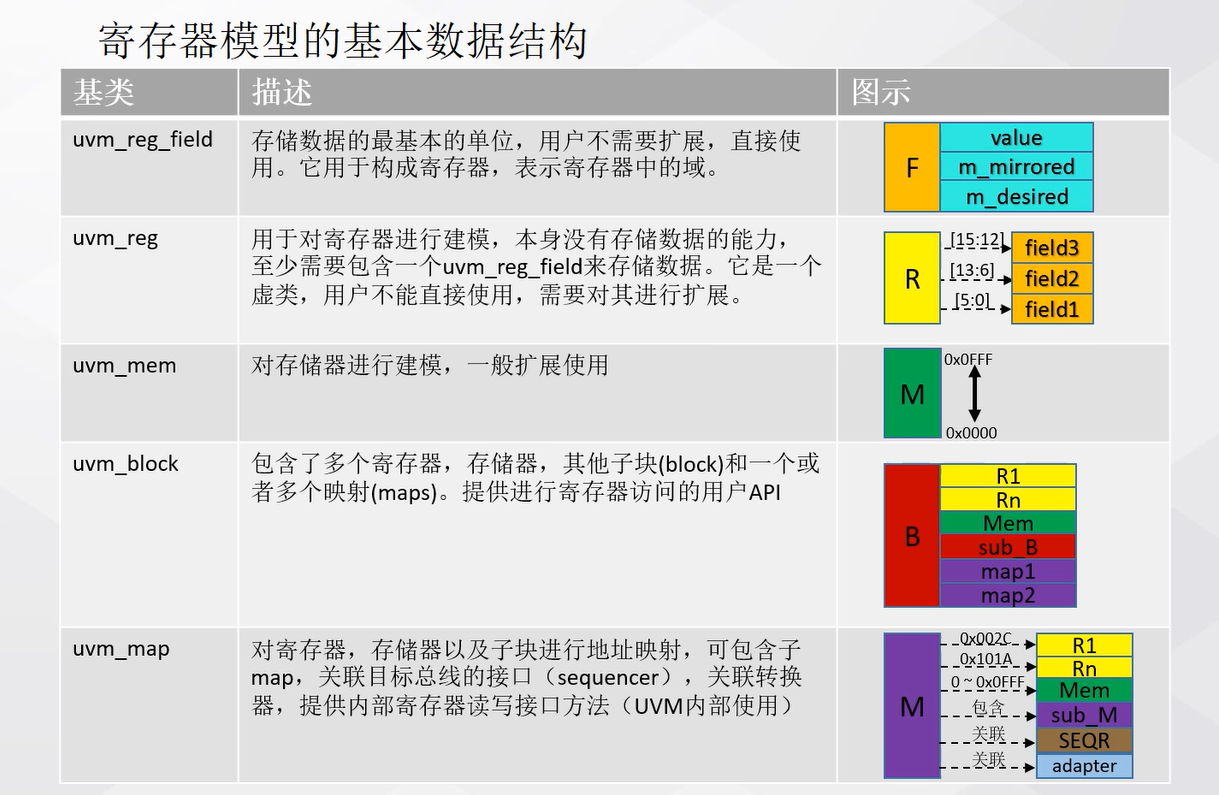 寄存器模型的基本数据结构
基类
描述
图示
uvm_reg_field
存储数据的最基本的单位，用户不需要扩展，直接使
用。它用于构成寄存器，表示寄存器中的域。
F
value
m_mirrored
m_desired
uvm_reg
用于对寄存器进行建模，本身没有存储数据的能力，
至少需要包含一个uvm_reg_field来存储数据。它是一个
虚类，用户不能直接使用，需要对其进行扩展。
R
[15:12]
field3
[13:6]
field2
[5:0]
field1
uvm_mem
对存储器进行建模，一般扩展使用
M
0x0FFF
0x0000
uvm_block
包含了多个寄存器，存储器，其他子块(block)和一个或
者多个映射(maps)。提供进行寄存器访问的用户API
B
R1
Rn
Mem
sub_B
map1
map2
uvm_map
对寄存器，存储器以及子块进行地址映射，可包含子
map，关联目标总线的接口（sequencer），关联转换
器，提供内部寄存器读写接口方法（UVM内部使用）
M
0x002C
R1
0x101A
Rn
0 ~ 0x0FFF
Mem
包含
sub_M
关联
SEQR
关联
adapter